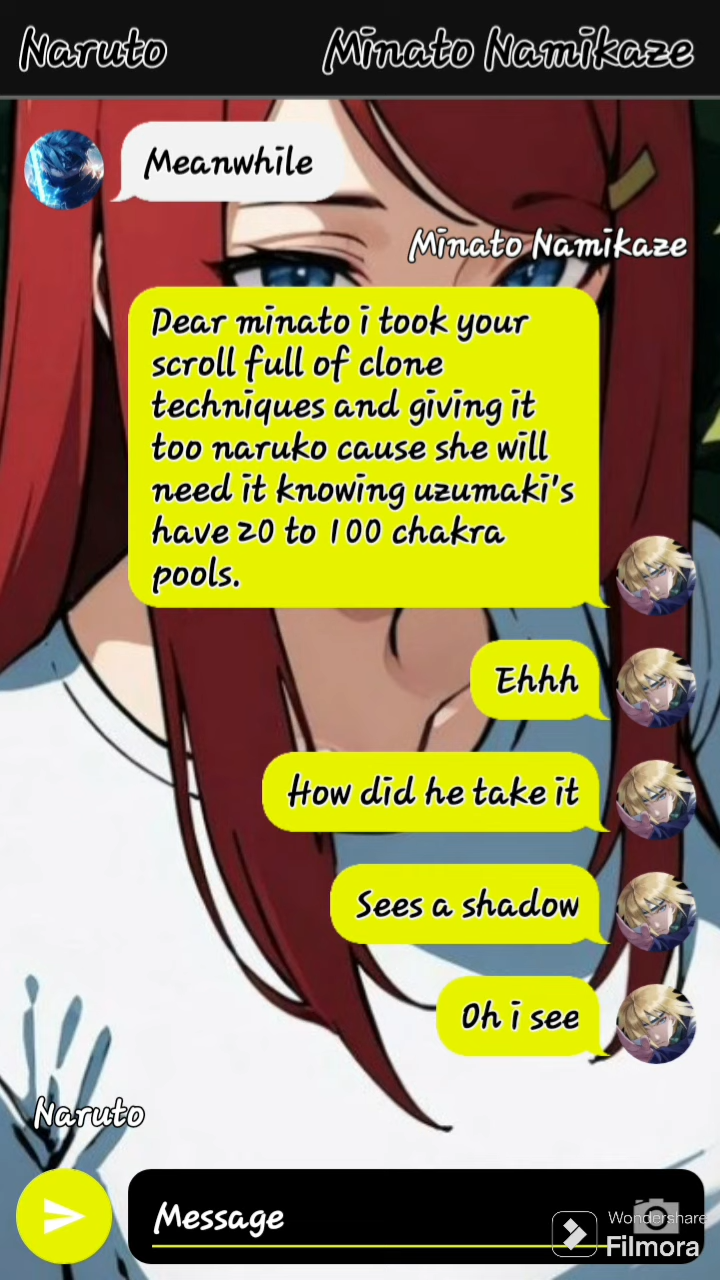 Naruto Minato Namikaze
Meanwhile
Minato Namikaze
Dear minato i took your
scroll full of clone
techniques and giving it
too naruko cause she will
need it knowing uzumaki's
have 20 to 100 chakra
pools.
Ehhh
How did he take it
Sees a shadow
Oh i see
Naruto
Message
Wondershare
Filmora